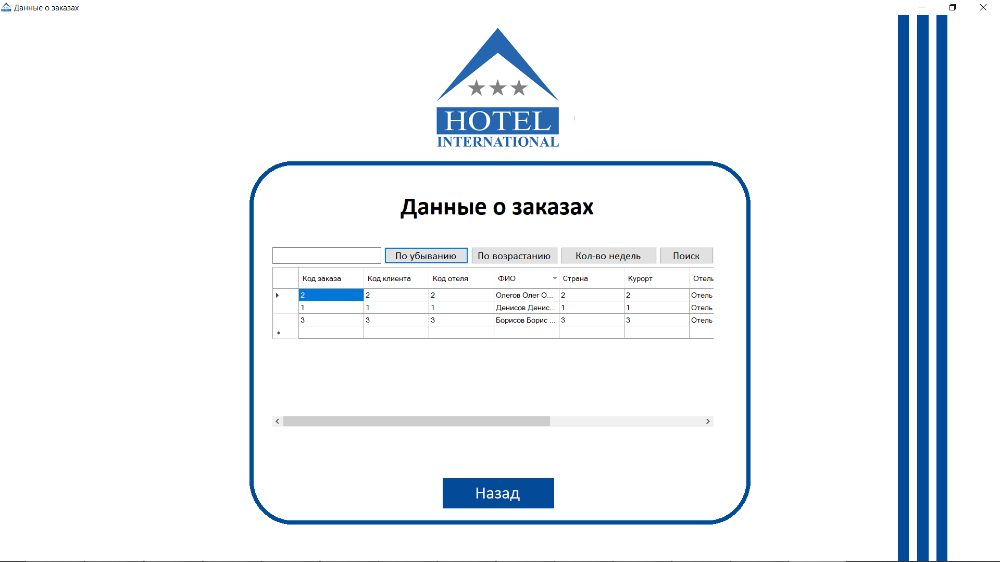 Данные о заказах
HOTEL
INTERNATIONAL
Данные о заказах
По убыванию По возрастанию Кол-во недель Поиск
Код заказа Код клиента Код отеля ФИО Страна Курорт Отель
2 2 2 Олегов Олег О... 2 2 Отель
1 1 1 Денисов Денис... 1 1 Отель
3 3 3 Борисов Борис ... 3 3 Отель
Назад